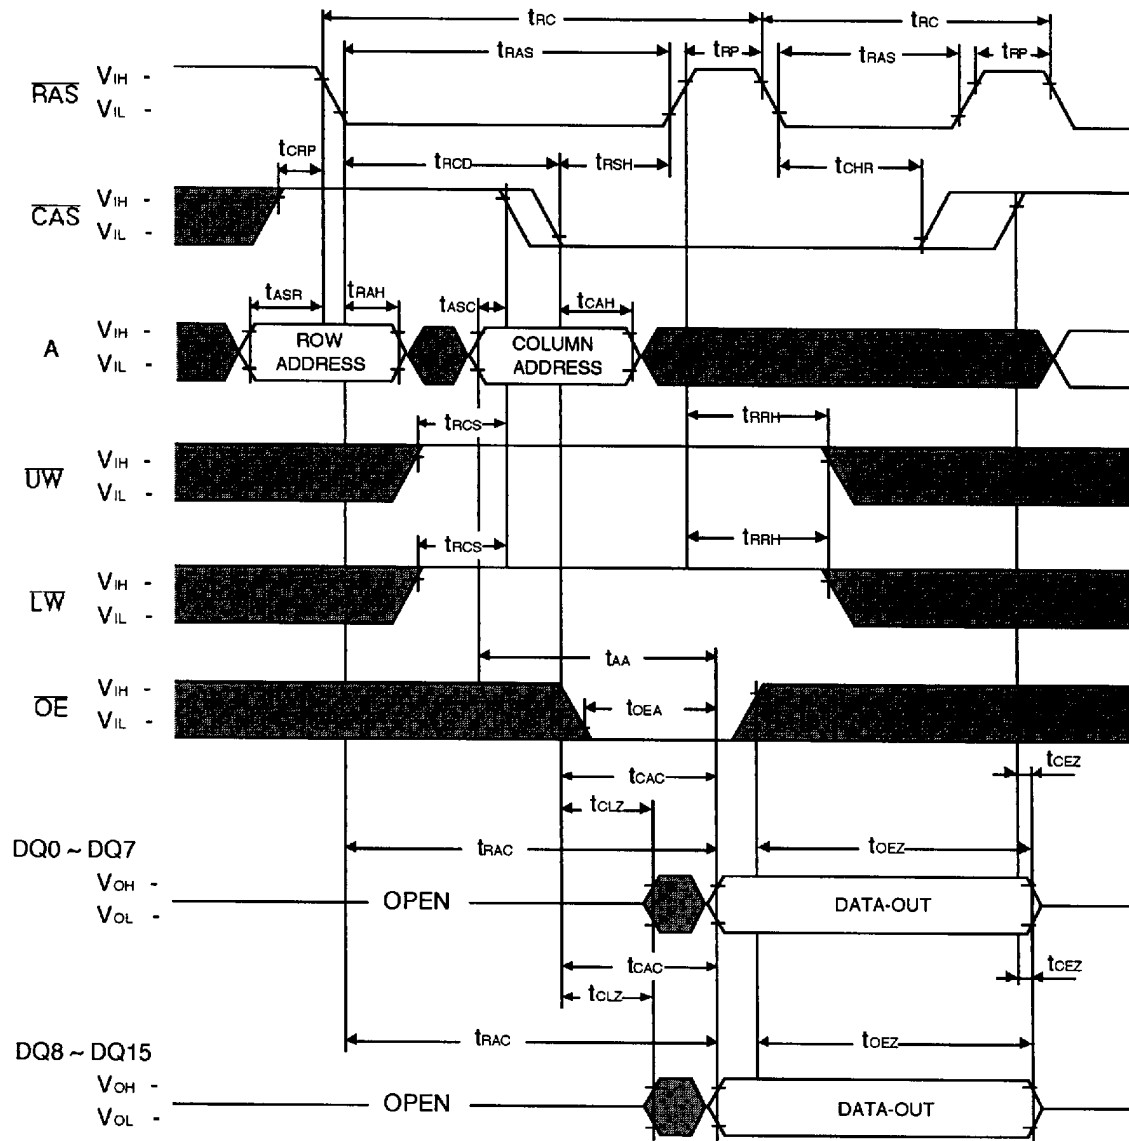 tRC tRC
tRAS tRP tRAS tRP
RAS VIH -
VIL -
tCRP tRCD tRSH tCHR
CAS VIH -
VIL -
tASR tRAH tASC tCAH
A VIH -
VIL -
ROW ADDRESS
COLUMN ADDRESS
tRCS tRRH
UW VIH -
VIL -
tRCS tRRH
LW VIH -
VIL -
tAA
OE VIH -
VIL -
tOEA
tCAC tCEZ
tCLZ
DQ0 ~ DQ7
tRAC tOEZ
VOH -
VOL -
OPEN DATA-OUT
tCAC tCEZ
tCLZ
DQ8 ~ DQ15
tRAC tOEZ
VOH -
VOL -
OPEN DATA-OUT